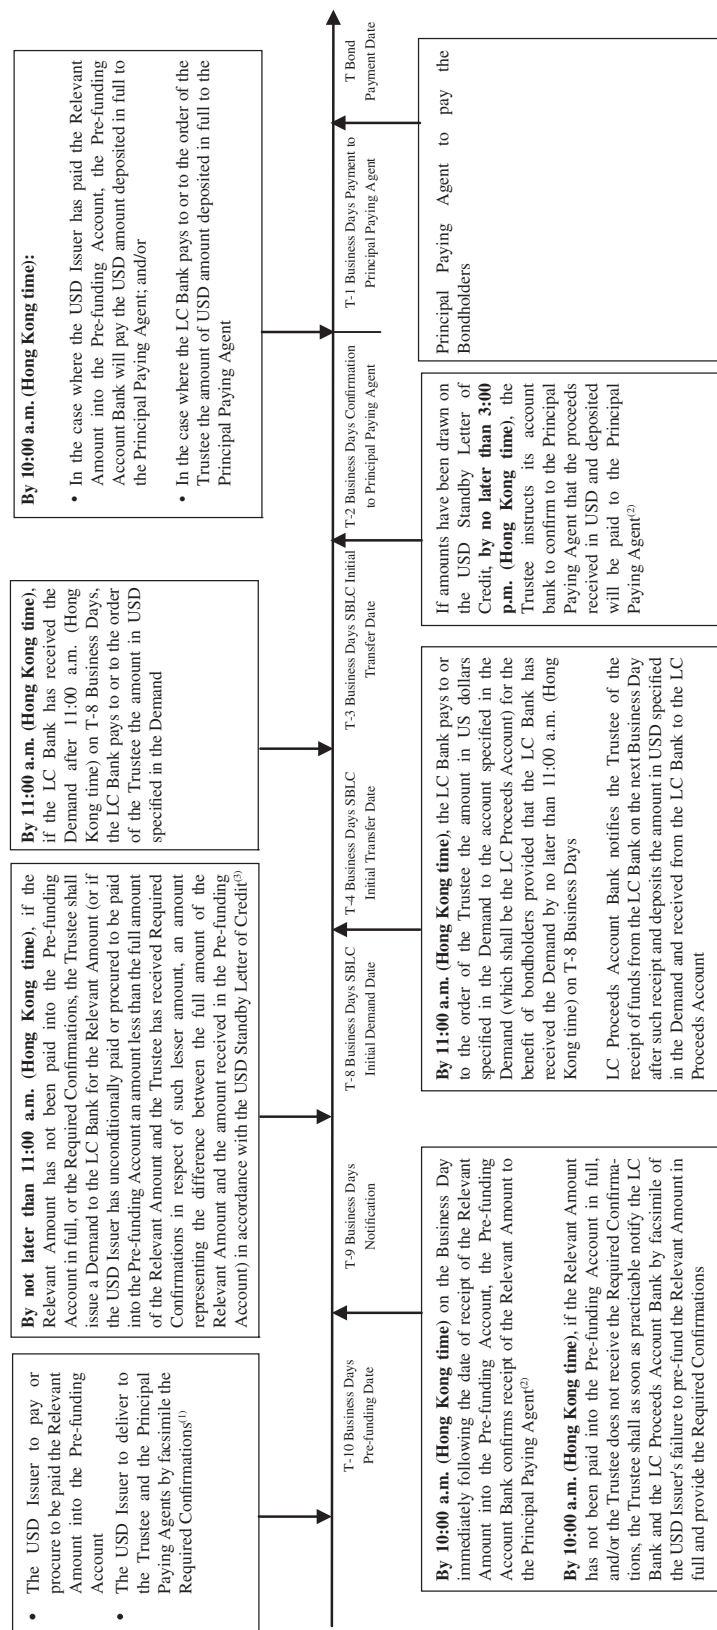 • The USD Issuer to pay or
procure to be paid the Relevant
Amount into the Pre-funding
Account
• The USD Issuer to deliver to
the Trustee and the Principal
Paying Agents by facsimile the
Required Confirmations(1)
By not later than 11:00 a.m. (Hong Kong time), if the
Relevant Amount has not been paid into the Pre-funding
Account in full, or the Required Confirmations, the Trustee shall
issue a Demand to the LC Bank for the Relevant Amount (or if
the USD Issuer has unconditionally paid or procured to be paid
into the Pre-funding Account an amount less than the full amount
of the Relevant Amount and the Trustee has received Required
Confirmations in respect of such lesser amount, an amount
representing the difference between the full amount of the
Relevant Amount and the amount received in the Pre-funding
Account) in accordance with the USD Standby Letter of Credit(3)
By 11:00 a.m. (Hong Kong time),
if the LC Bank has received the
Demand after 11:00 a.m. (Hong
Kong time) on T-8 Business Days,
the LC Bank pays to or to the order
of the Trustee the amount in USD
specified in the Demand
By 10:00 a.m. (Hong Kong time):
• In the case where the USD Issuer has paid the Relevant
Amount into the Pre-funding Account, the Pre-funding
Account Bank will pay the USD amount deposited in full to
the Principal Paying Agent; and/or
• In the case where the LC Bank pays to or to the order of the
Trustee the amount of USD amount deposited in full to the
Principal Paying Agent
T-10 Business Days
Pre-funding Date
T-9 Business Days
Notification
T-8 Business Days SBLC
Initial Demand Date
T-4 Business Days SBLC
Initial Transfer Date
T-3 Business Days SBLC Initial
Transfer Date
T-2 Business Days Confirmation
to Principal Paying Agent
T-1 Business Days Payment to
Principal Paying Agent
T Bond
Payment Date
By 10:00 a.m. (Hong Kong time) on the Business Day
immediately following the date of receipt of the Relevant
Amount into the Pre-funding Account, the Pre-funding
Account Bank confirms receipt of the Relevant Amount to
the Principal Paying Agent(2)
By 10:00 a.m. (Hong Kong time), if the Relevant Amount
has not been paid into the Pre-funding Account in full,
and/or the Trustee does not receive the Required Confirma-
tions, the Trustee shall as soon as practicable notify the LC
Bank and the LC Proceeds Account Bank by facsimile of
the USD Issuer's failure to pre-fund the Relevant Amount in
full and provide the Required Confirmations
By 11:00 a.m. (Hong Kong time), the LC Bank pays to or
to the order of the Trustee the amount in US dollars
specified in the Demand to the account specified in the
Demand (which shall be the LC Proceeds Account) for the
benefit of bondholders provided that the LC Bank has
received the Demand by no later than 11:00 a.m. (Hong
Kong time) on T-8 Business Days
LC Proceeds Account Bank notifies the Trustee of the
receipt of funds from the LC Bank on the next Business Day
after such receipt and deposits the amount in USD specified
in the Demand and received from the LC Bank to the LC
Proceeds Account
If amounts have been drawn on
the USD Standby Letter of
Credit, by no later than 3:00
p.m. (Hong Kong time), the
Trustee instructs its account
bank to confirm to the Principal
Paying Agent that the proceeds
received in USD and deposited
will be paid to the Principal
Paying Agent(2)
Principal Paying Agent to pay the
Bondholders